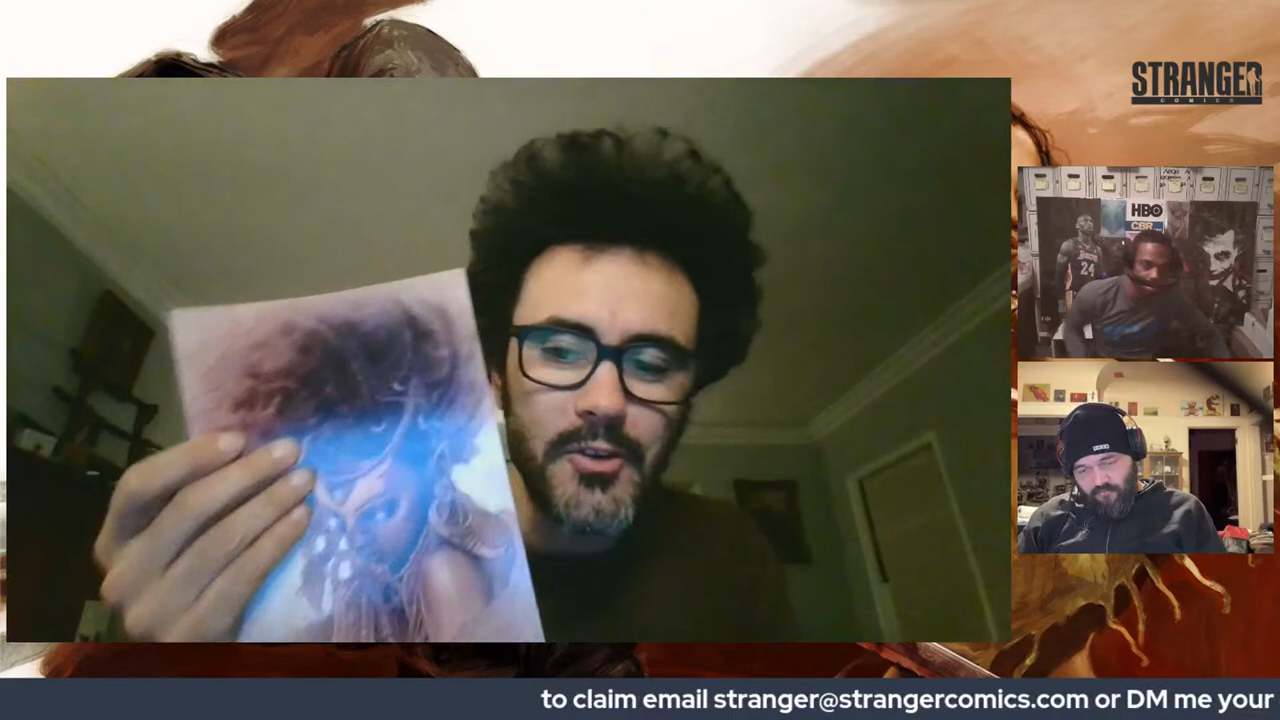 STRANGER
COMICS
HBO
CBR
24
to claim email stranger@strangercomics.com or DM me your